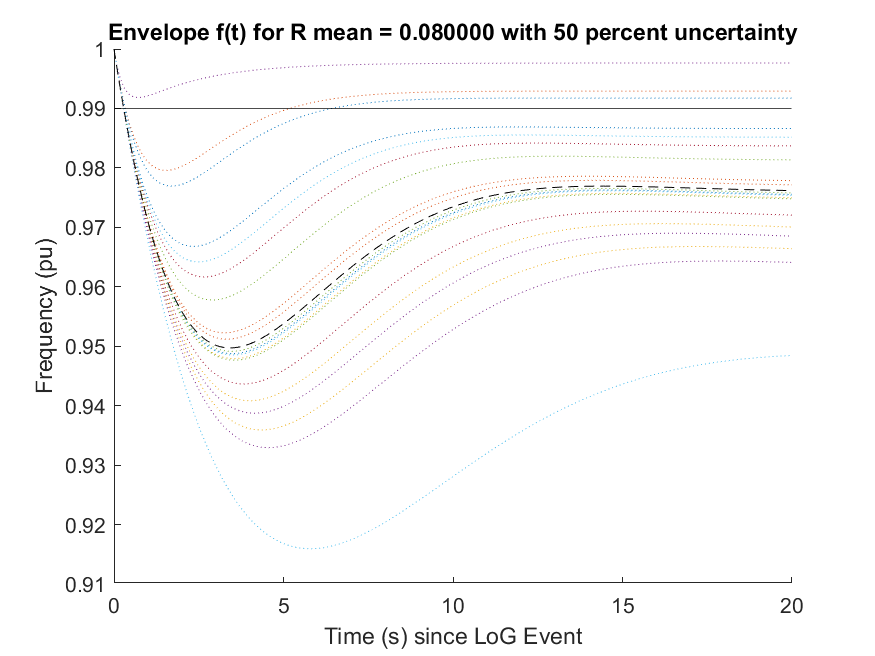 Envelope f(t) for R mean = 0.080000 with 50 percent uncertainty
1
0.99
0.98
0.97
0.96
0.95
0.94
0.93
0.92
0.91
Frequency (pu)
0 5 10 15 20
Time (s) since LoG Event